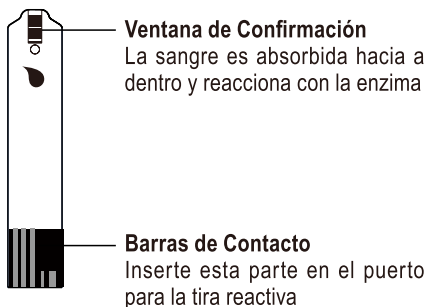 Ventana de Confirmación
La sangre es absorbida hacia a
dentro y reacciona con la enzima
Barras de Contacto
Inserte esta parte en el puerto
para la tira reactiva